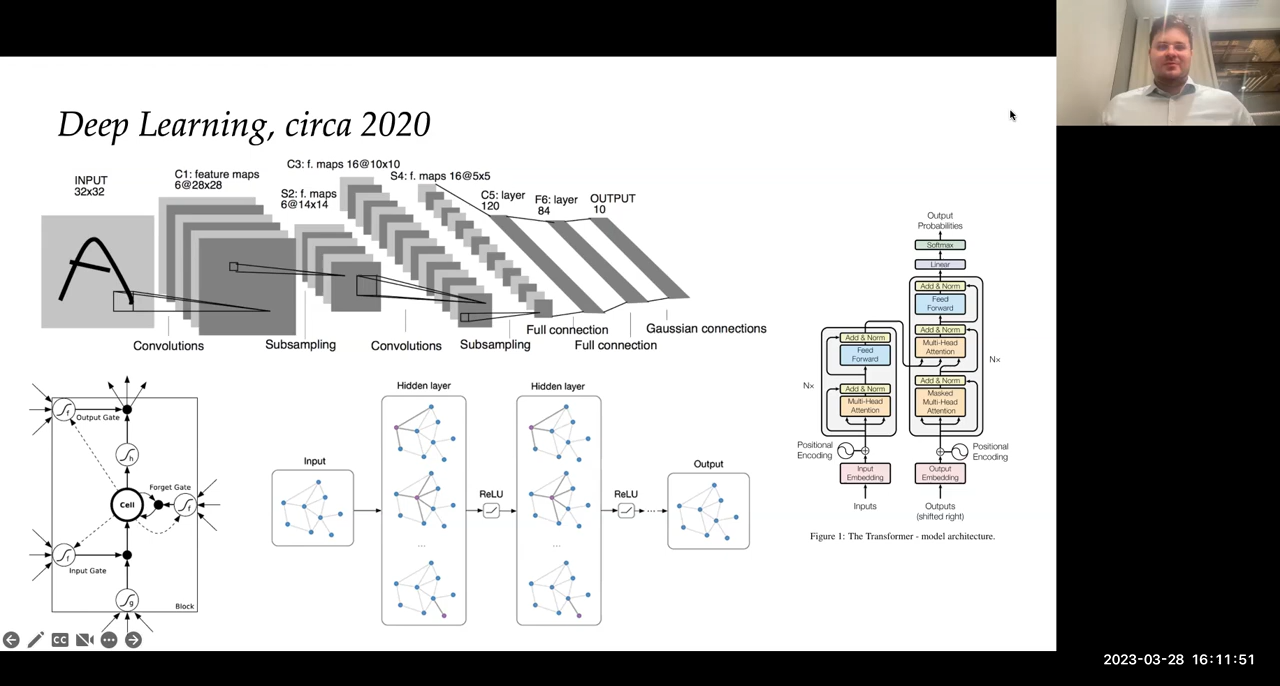 Deep Learning, circa 2020
INPUT
32x32
C1: feature maps
6@28x28
S2: f. maps
6@14x14
C3: f. maps 16@10x10
S4: f. maps 16@5x5
C5: layer
120
F6: layer
84
OUTPUT
10
Convolutions
Subsampling
Convolutions
Subsampling
Full connection
Full connection
Gaussian connections
Output Gate
Forget Gate
Cell
Input Gate
Block
f
h
f
f
g
Input
Hidden layer
...
ReLU
Hidden layer
...
ReLU
Output
Output
Probabilities
Softmax
Linear
Add & Norm
Feed
Forward
Add & Norm
Multi-Head
Attention
Add & Norm
Masked
Multi-Head
Attention
Nx
Add & Norm
Feed
Forward
Add & Norm
Multi-Head
Attention
Nx
Positional
Encoding
Positional
Encoding
Input
Embedding
Output
Embedding
Inputs
Outputs
(shifted right)
Figure 1: The Transformer - model architecture.
CC
2023-03-28 16:11:51